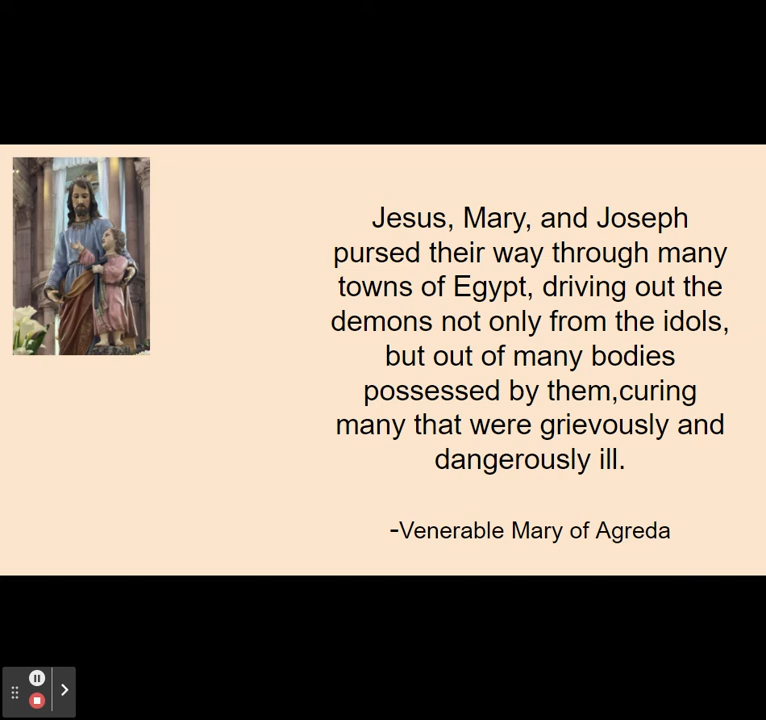 Jesus, Mary, and Joseph
pursed their way through many
towns of Egypt, driving out the
demons not only from the idols,
but out of many bodies
possessed by them,curing
many that were grievously and
dangerously ill.
-Venerable Mary of Agreda